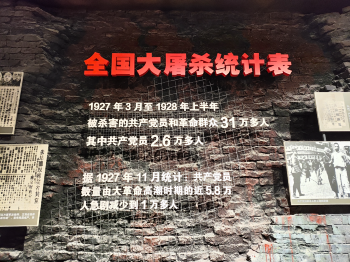 全国大屠杀统计表
1927 年 3 月至 1928 年上半年
被杀害的共产党员和革命群众 31 万多人
其中共产党员 2.6 万多人
据 1927 年 11 月统计：共产党员
数量由大革命高潮时期的近 5.8 万
人急剧减少到 1 万多人